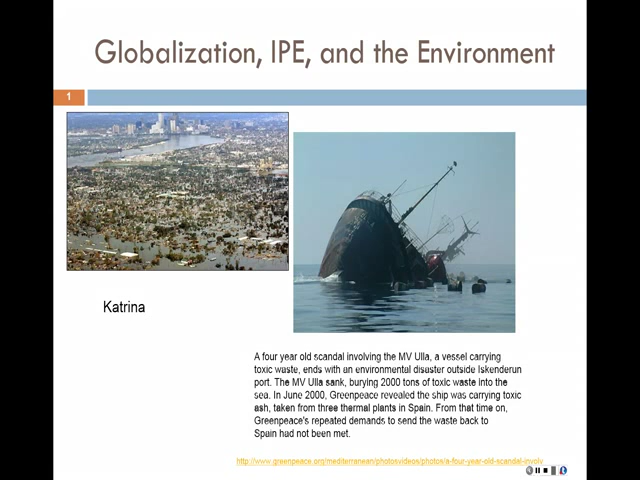 Globalization, IPE, and the Environment
1
Katrina
A four year old scandal involving the MV Ulla, a vessel carrying
toxic waste, ends with an environmental disaster outside Iskenderun
port. The MV Ulla sank, burying 2000 tons of toxic waste into the
sea. In June 2000, Greenpeace revealed the ship was carrying toxic
ash, taken from three thermal plants in Spain. From that time on,
Greenpeace's repeated demands to send the waste back to
Spain had not been met.
http://www.greenpeace.org/mediterranean/photosvideos/photos/a-four-year-old-scandal-involv